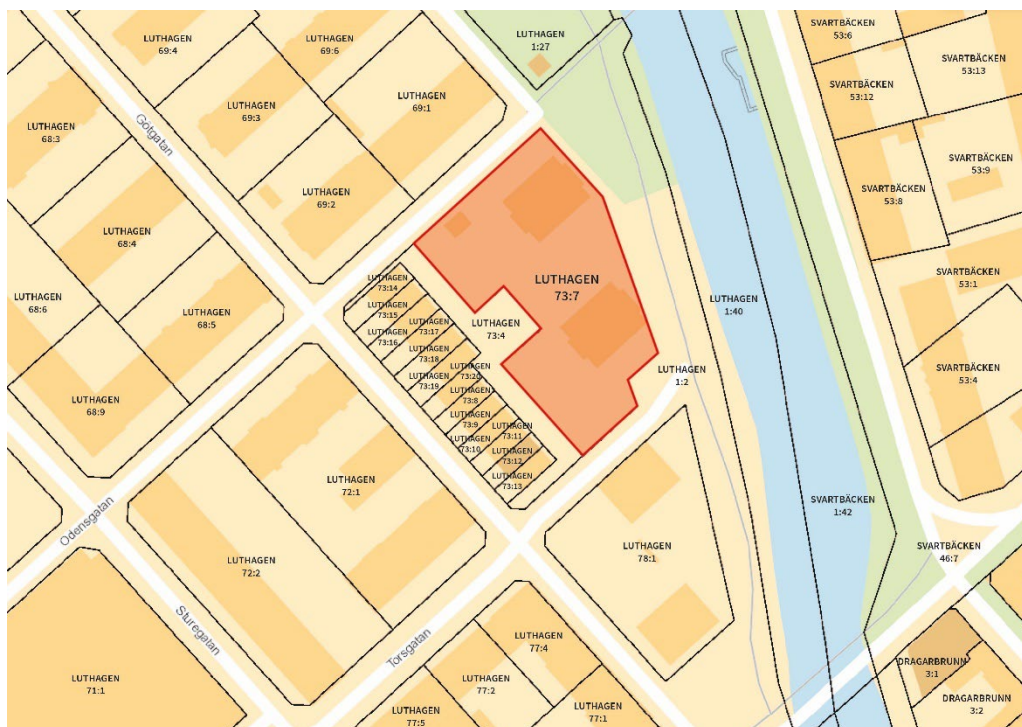 LUTHAGEN
69:4
LUTHAGEN
69:6
LUTHAGEN
1:27
SVARTBÄCKEN
53:6
SVARTBÄCKEN
53:13
SVARTBÄCKEN
53:12
LUTHAGEN
69:1
LUTHAGEN
69:3
LUTHAGEN
68:3
Götgatan
SVARTBÄCKEN
53:9
SVARTBÄCKEN
53:8
LUTHAGEN
69:2
LUTHAGEN
68:4
LUTHAGEN
73:7
SVARTBÄCKEN
53:1
LUTHAGEN
68:6
LUTHAGEN
68:5
LUTHAGEN
73:14
LUTHAGEN
73:15
LUTHAGEN
73:16
LUTHAGEN
73:17
LUTHAGEN
73:18
LUTHAGEN
73:19
LUTHAGEN
73:20
LUTHAGEN
73:4
LUTHAGEN
1:40
LUTHAGEN
1:2
SVARTBÄCKEN
53:4
LUTHAGEN
68:9
LUTHAGEN
73:8
LUTHAGEN
73:9
LUTHAGEN
73:10
LUTHAGEN
73:11
LUTHAGEN
73:12
LUTHAGEN
73:13
LUTHAGEN
72:1
Odensgatan
SVARTBÄCKEN
1:42
SVARTBÄCKEN
46:7
LUTHAGEN
78:1
LUTHAGEN
72:2
Sturegatan
Torsgatan
LUTHAGEN
77:4
LUTHAGEN
71:1
LUTHAGEN
77:2
LUTHAGEN
77:5
LUTHAGEN
77:1
DRAGARBRUNN
3:1
DRAGARBRUNN
3:2